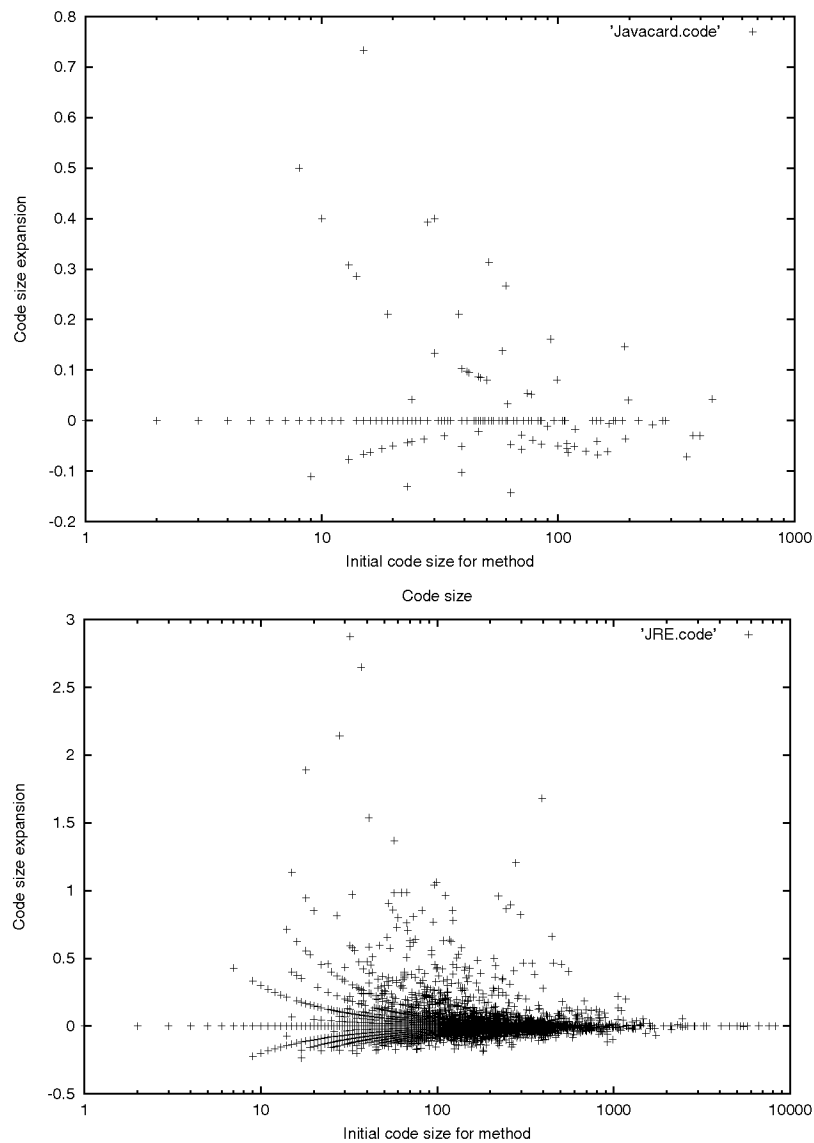 0.8
'Javacard.code'
0.7
0.6
0.5
0.4
0.3
0.2
0.1
0
-0.1
-0.2
Code size expansion
1 10 100 1000
Initial code size for method
Code size
3
'JRE.code'
2.5
2
1.5
1
0.5
0
-0.5
Code size expansion
1 10 100 1000 10000
Initial code size for method